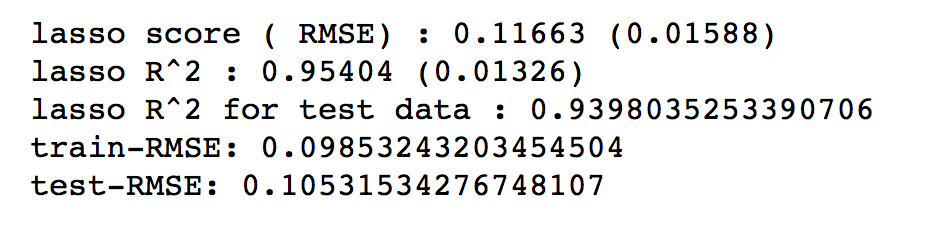 lasso score ( RMSE) : 0.11663 (0.01588)
lasso R^2 : 0.95404 (0.01326)
lasso R^2 for test data : 0.9398035253390706
train-RMSE: 0.09853243203454504
test-RMSE: 0.10531534276748107